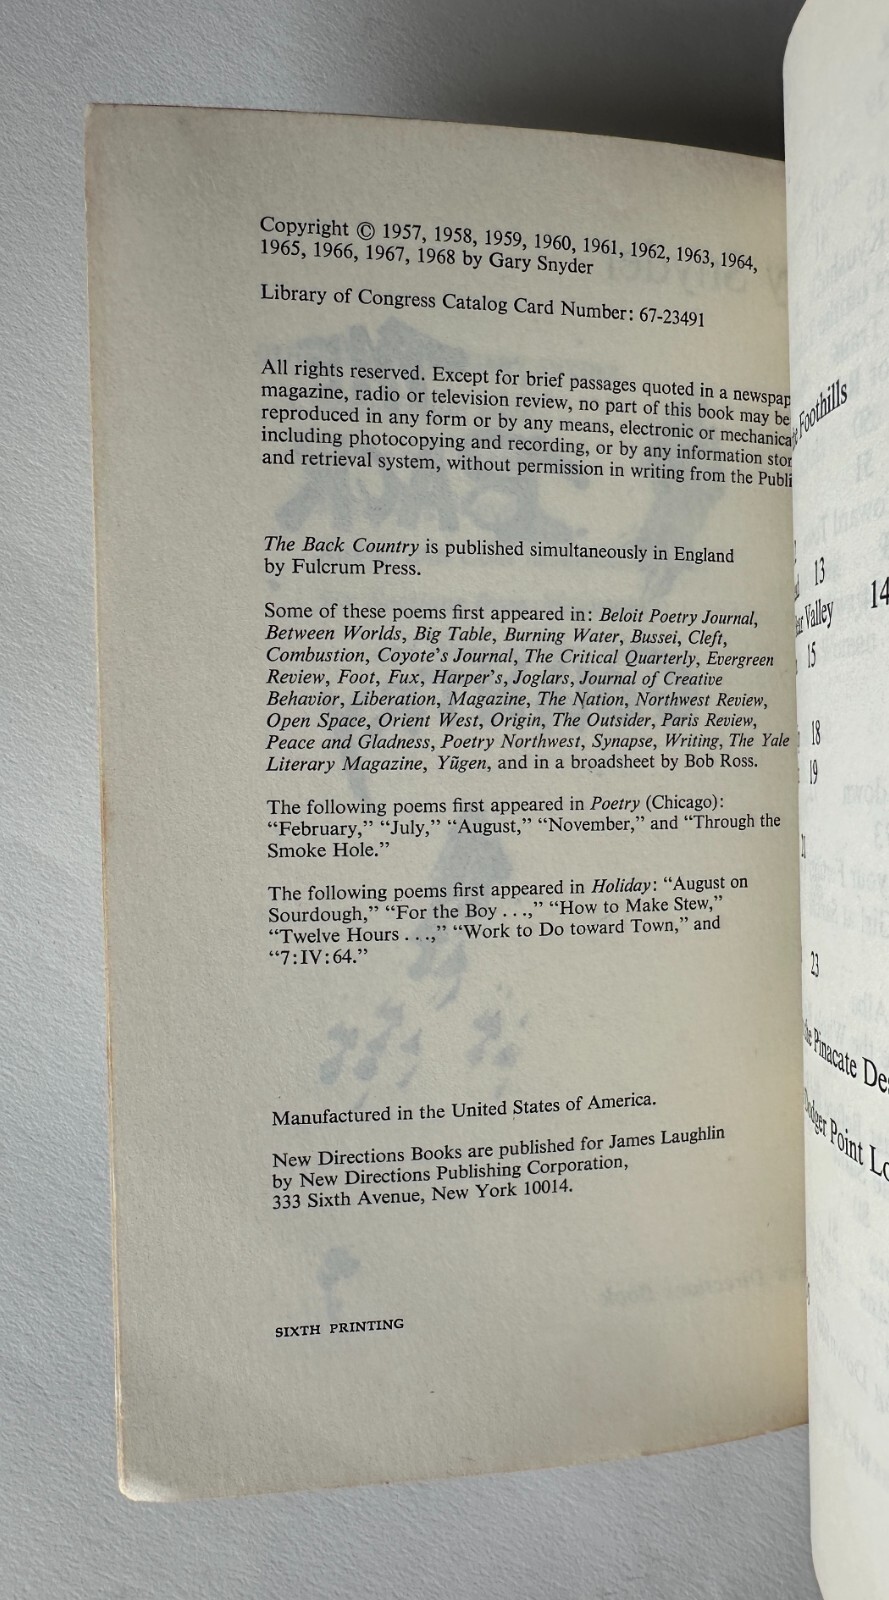 Copyright © 1957, 1958, 1959, 1960, 1961, 1962, 1963, 1964,
1965, 1966, 1967, 1968 by Gary Snyder
Library of Congress Catalog Card Number: 67-23491
All rights reserved. Except for brief passages quoted in a newspap
magazine, radio or television review, no part of this book may be
reproduced in any form or by any means, electronic or mechanica
including photocopying and recording, or by any information stor
and retrieval system, without permission in writing from the Publi
The Back Country is published simultaneously in England
by Fulcrum Press.
Some of these poems first appeared in: Beloit Poetry Journal,
Between Worlds, Big Table, Burning Water, Bussei, Cleft,
Combustion, Coyote's Journal, The Critical Quarterly, Evergreen
Review, Foot, Fux, Harper's, Joglars, Journal of Creative
Behavior, Liberation, Magazine, The Nation, Northwest Review,
Open Space, Orient West, Origin, The Outsider, Paris Review,
Peace and Gladness, Poetry Northwest, Synapse, Writing, The Yale
Literary Magazine, Yūgen, and in a broadsheet by Bob Ross.
The following poems first appeared in Poetry (Chicago):
“February,” “July,” “August,” “November,” and “Through the
Smoke Hole.”
The following poems first appeared in Holiday: “August on
Sourdough,” “For the Boy . . .,” “How to Make Stew,”
“Twelve Hours . . .,” “Work to Do toward Town,” and
“7:IV:64.”
Manufactured in the United States of America.
New Directions Books are published for James Laughlin
by New Directions Publishing Corporation,
333 Sixth Avenue, New York 10014.
SIXTH PRINTING
Foothills
13
Valley 14
15
18
19
21
23
Pinacate Des
Point Lo